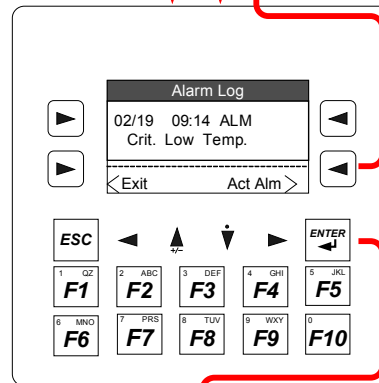 Alarm Log
02/19 09:14 ALM
Crit. Low Temp.
Exit Act Alm
ESC +/- ENTER
1 QZ 2 ABC 3 DEF 4 GHI 5 JKL
F1 F2 F3 F4 F5
6 MNO 7 PRS 8 TUV 9 WXY 0
F6 F7 F8 F9 F10